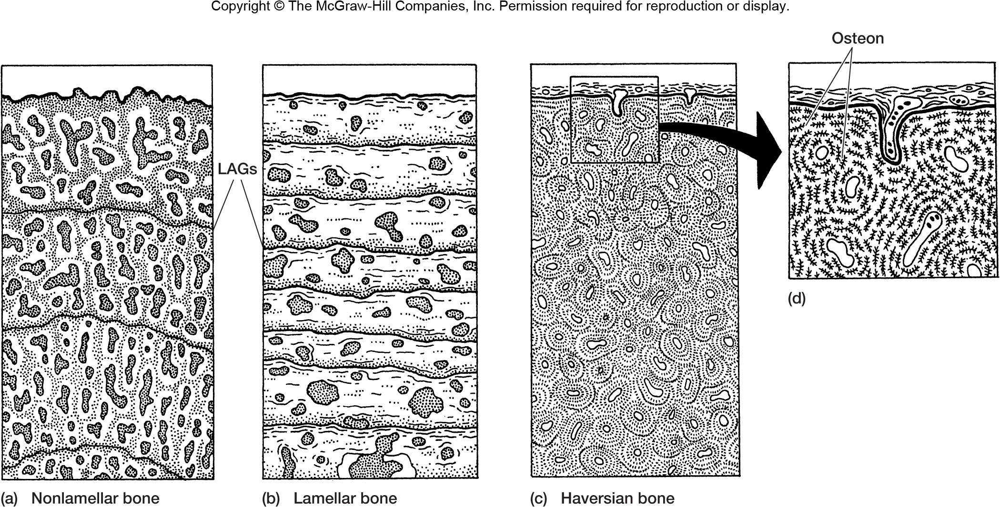 Copyright © The McGraw-Hill Companies, Inc. Permission required for reproduction or display.
Osteon
LAGs
(d)
(a) Nonlamellar bone
(b) Lamellar bone
(c) Haversian bone